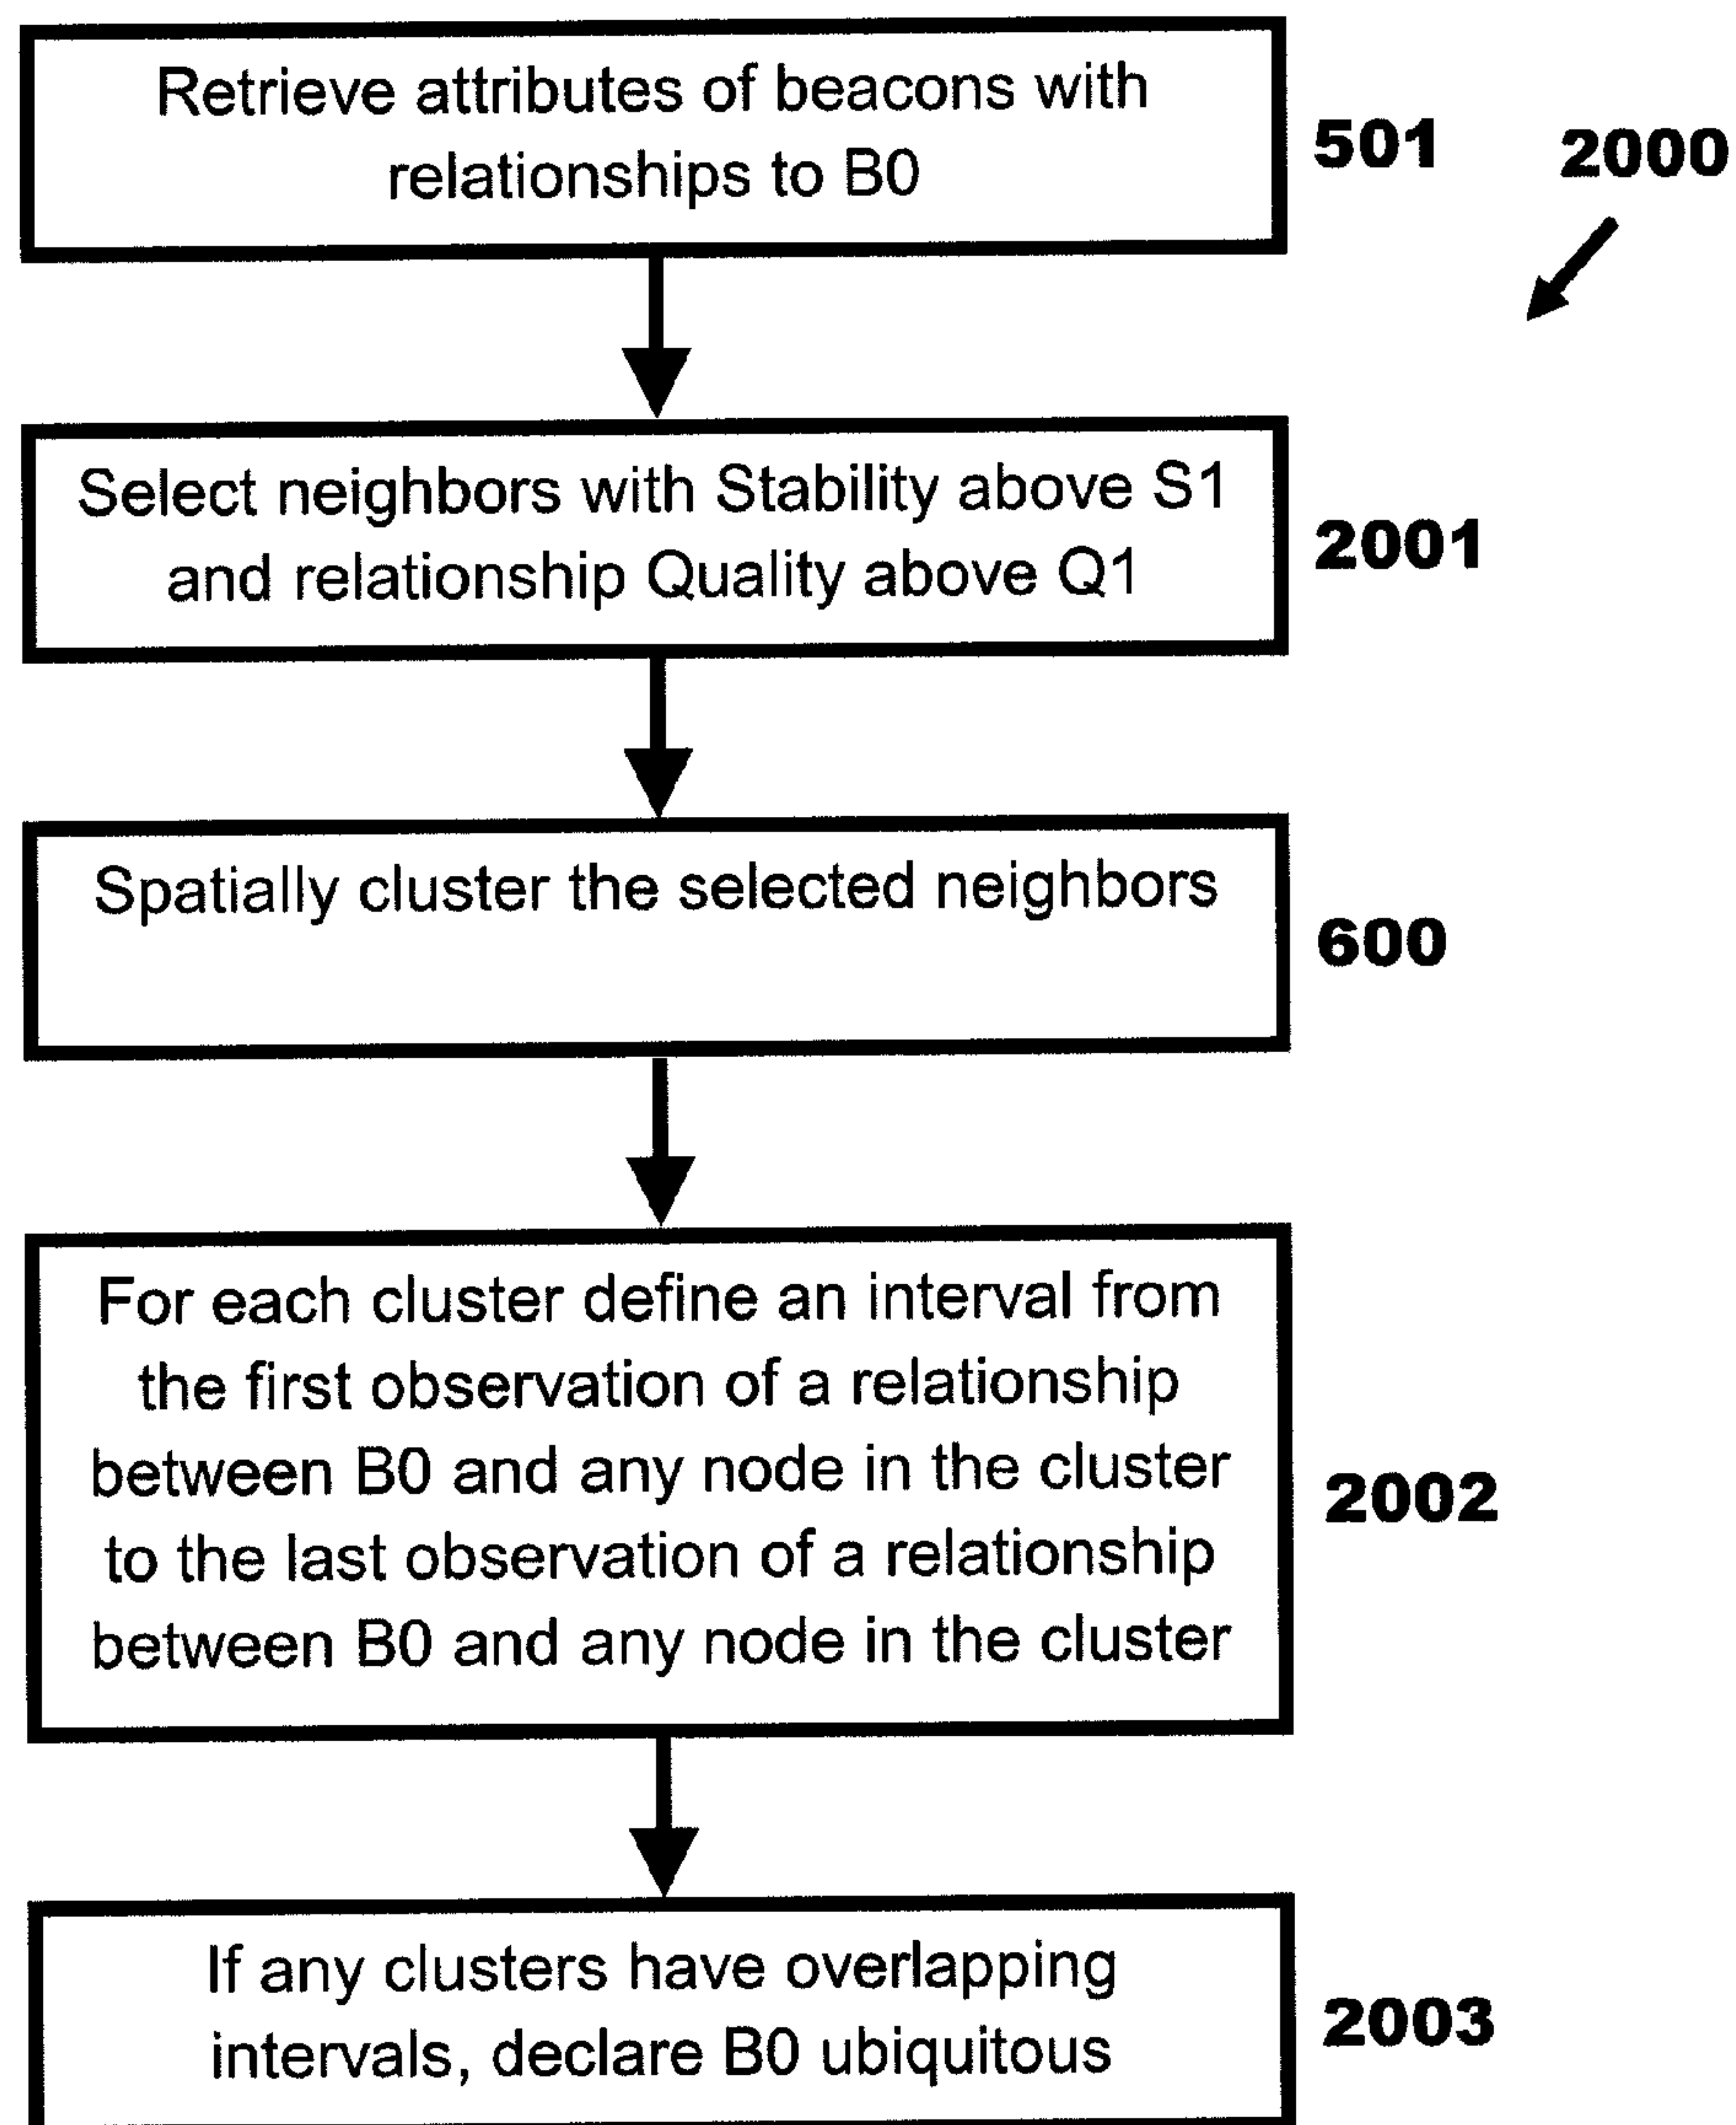 Retrieve attributes of beacons with
relationships to B0
501
2000
Select neighbors with Stability above S1
and relationship Quality above Q1
2001
Spatially cluster the selected neighbors
600
For each cluster define an interval from
the first observation of a relationship
between B0 and any node in the cluster
to the last observation of a relationship
between B0 and any node in the cluster
2002
If any clusters have overlapping
intervals, declare B0 ubiquitous
2003